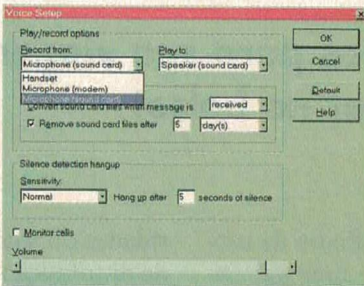 Voice Setup
Play/record options
Record from:
Play to:
Microphone (sound card)
Speaker (sound card)
Handset
Microphone (modem)
Microphone (sound card)
Convert sound card files when message is
received
Remove sound card files after
5
day(s)
Silence detection hangup
Sensitivity:
Normal
Hang up after
5
seconds of silence
Monitor calls
Volume
OK
Cancel
Default
Help